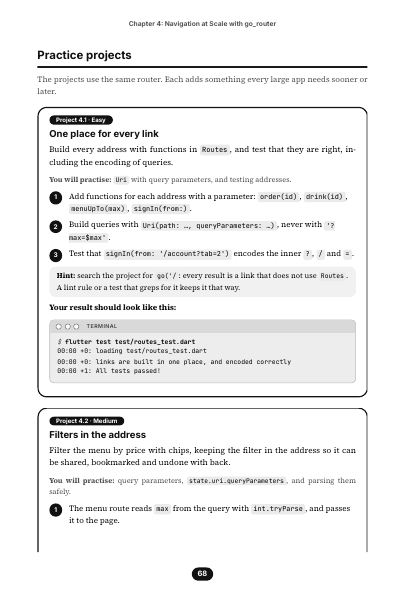 Chapter 4: Navigation at Scale with go_router
Practice projects
The projects use the same router. Each adds something every large app needs sooner or
later.
Project 4.1 · Easy
One place for every link
Build every address with functions in Routes, and test that they are right, in-
cluding the encoding of queries.
You will practise: Uri with query parameters, and testing addresses.
1 Add functions for each address with a parameter: order(id), drink(id),
menuUpTo(max), signIn(from:).
2 Build queries with Uri(path: …, queryParameters: …), never with '?
max=$max'.
3 Test that signIn(from: '/account?tab=2') encodes the inner ?, / and =.
Hint: search the project for go('/: every result is a link that does not use Routes.
A lint rule or a test that greps for it keeps it that way.
Your result should look like this:
TERMINAL
$ flutter test test/routes_test.dart
00:00 +0: loading test/routes_test.dart
00:00 +0: links are built in one place, and encoded correctly
00:00 +1: All tests passed!
Project 4.2 · Medium
Filters in the address
Filter the menu by price with chips, keeping the filter in the address so it can
be shared, bookmarked and undone with back.
You will practise: query parameters, state.uri.queryParameters, and parsing them
safely.
1 The menu route reads max from the query with int.tryParse, and passes
it to the page.
68